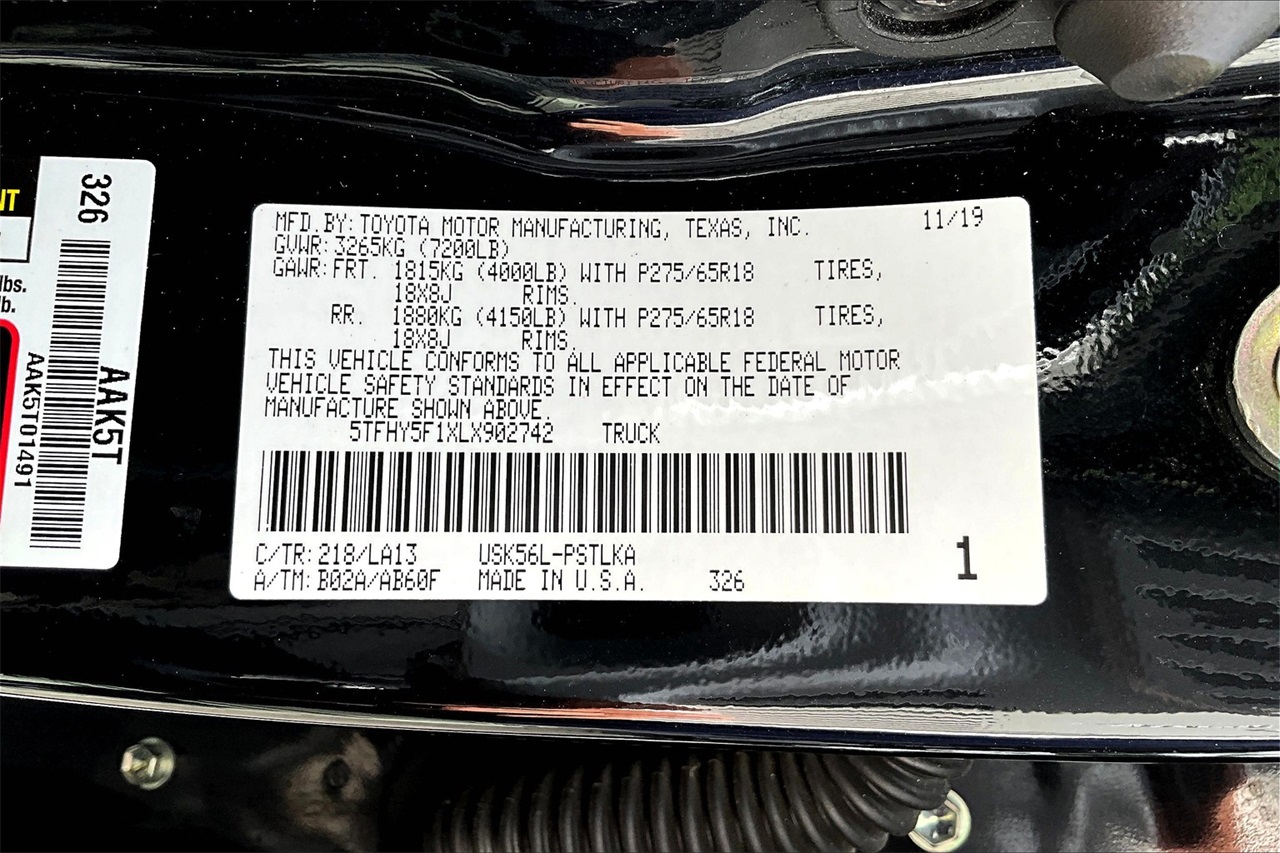 NT
lbs.
lb.
326
AAK5T
AAK5T01491
MFD.BY:TOYOTA MOTOR MANUFACTURING, TEXAS, INC. 11/19
GVWR:3265KG (7200LB)
GAWR:FRT. 1815KG (4000LB) WITH P275/65R18 TIRES,
18X8J RIMS.
RR. 1880KG (4150LB) WITH P275/65R18 TIRES,
18X8J RIMS.
THIS VEHICLE CONFORMS TO ALL APPLICABLE FEDERAL MOTOR
VEHICLE SAFETY STANDARDS IN EFFECT ON THE DATE OF
MANUFACTURE SHOWN ABOVE.
5TFHY5F1XLX902742 TRUCK
C/TR:218/LA13 USK56L-PSTLKA
A/TM:B02A/AB60F MADE IN U.S.A. 326
1